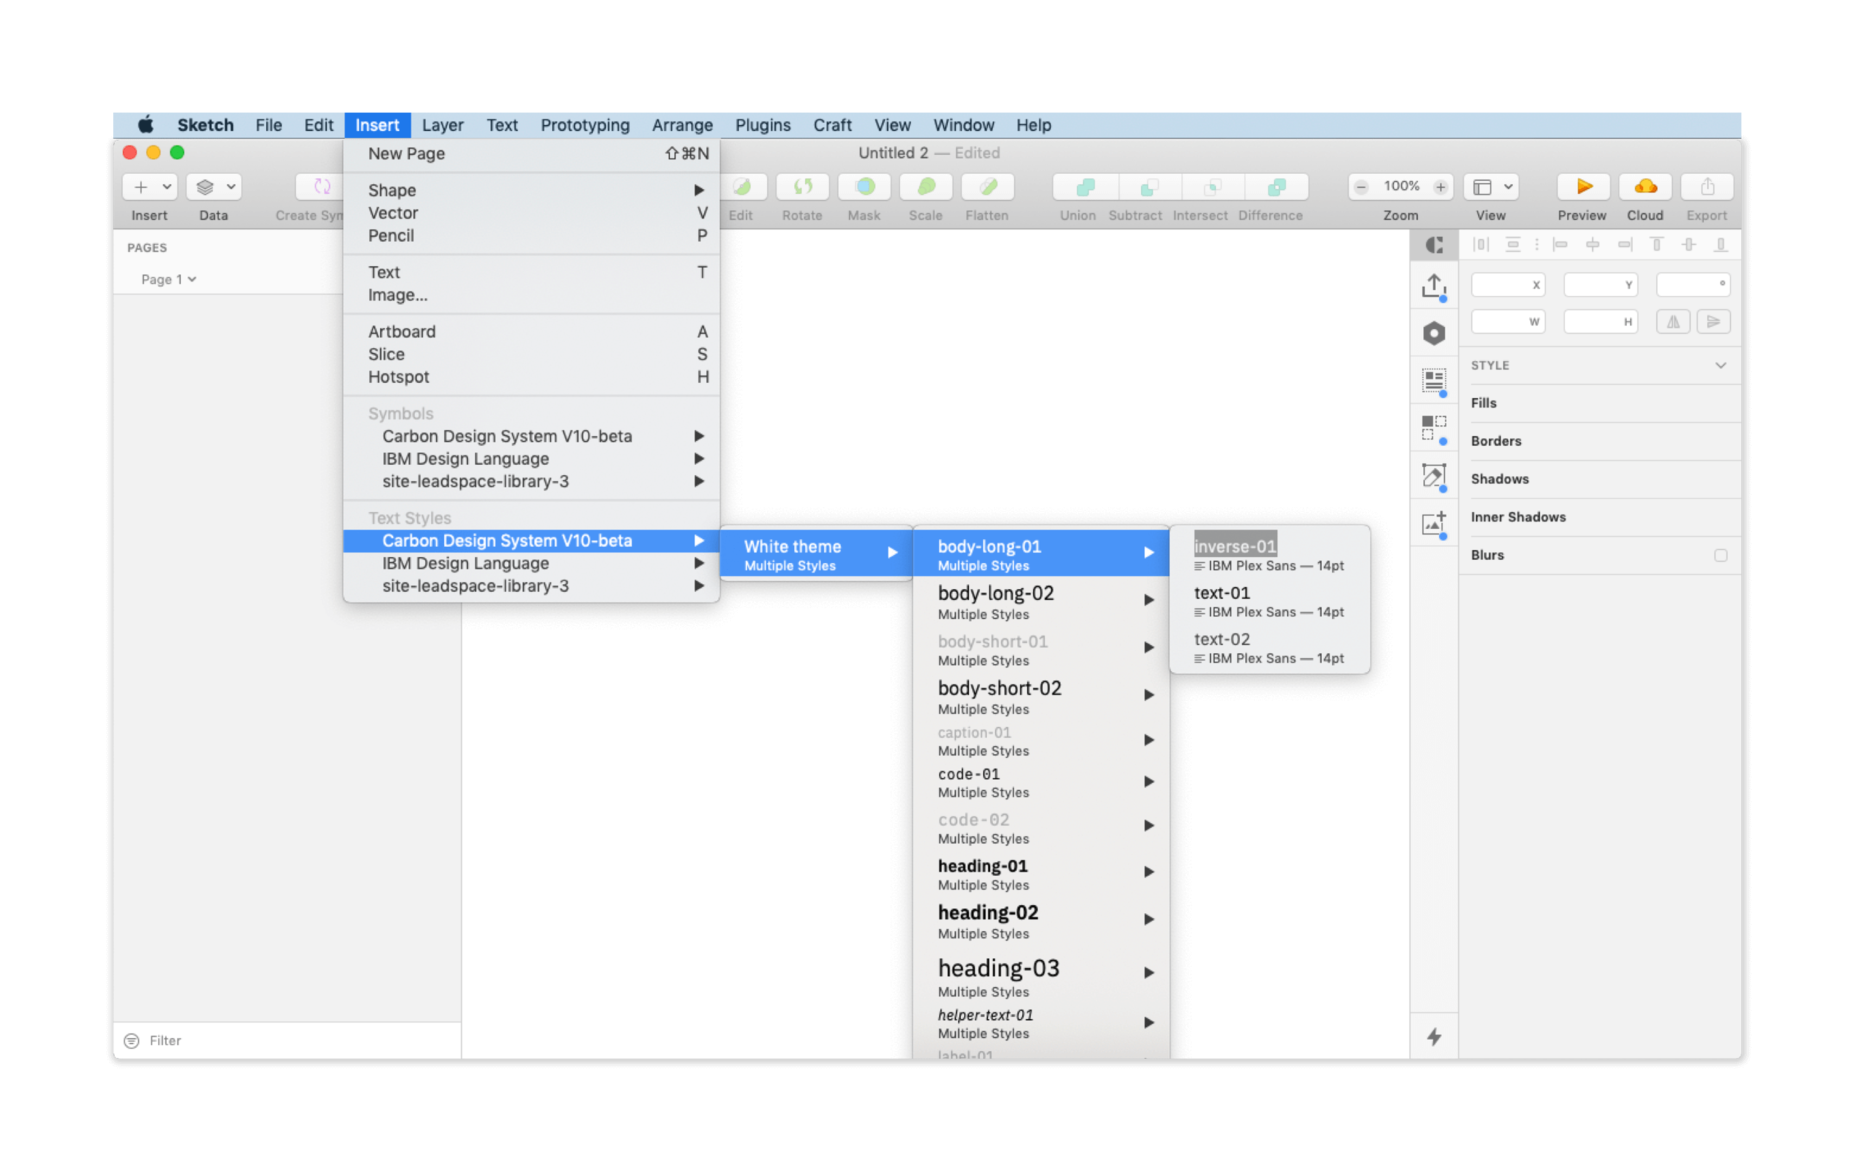 Sketch File Edit Insert Layer Text Prototyping Arrange Plugins Craft View Window Help
Untitled 2 — Edited
100%
Insert Data Create Sym Edit Rotate Mask Scale Flatten Union Subtract Intersect Difference Zoom View Preview Cloud Export
PAGES
Page 1
Filter
New Page ⇧⌘N
Shape
Vector V
Pencil P
Text T
Image...
Artboard A
Slice S
Hotspot H
Symbols
Carbon Design System V10-beta
IBM Design Language
site-leadspace-library-3
Text Styles
Carbon Design System V10-beta
IBM Design Language
site-leadspace-library-3
White theme
Multiple Styles
body-long-01
Multiple Styles
body-long-02
Multiple Styles
body-short-01
Multiple Styles
body-short-02
Multiple Styles
caption-01
Multiple Styles
code-01
Multiple Styles
code-02
Multiple Styles
heading-01
Multiple Styles
heading-02
Multiple Styles
heading-03
Multiple Styles
helper-text-01
Multiple Styles
label-01
inverse-01
IBM Plex Sans — 14pt
text-01
IBM Plex Sans — 14pt
text-02
IBM Plex Sans — 14pt
X Y °
W H
STYLE
Fills
Borders
Shadows
Inner Shadows
Blurs